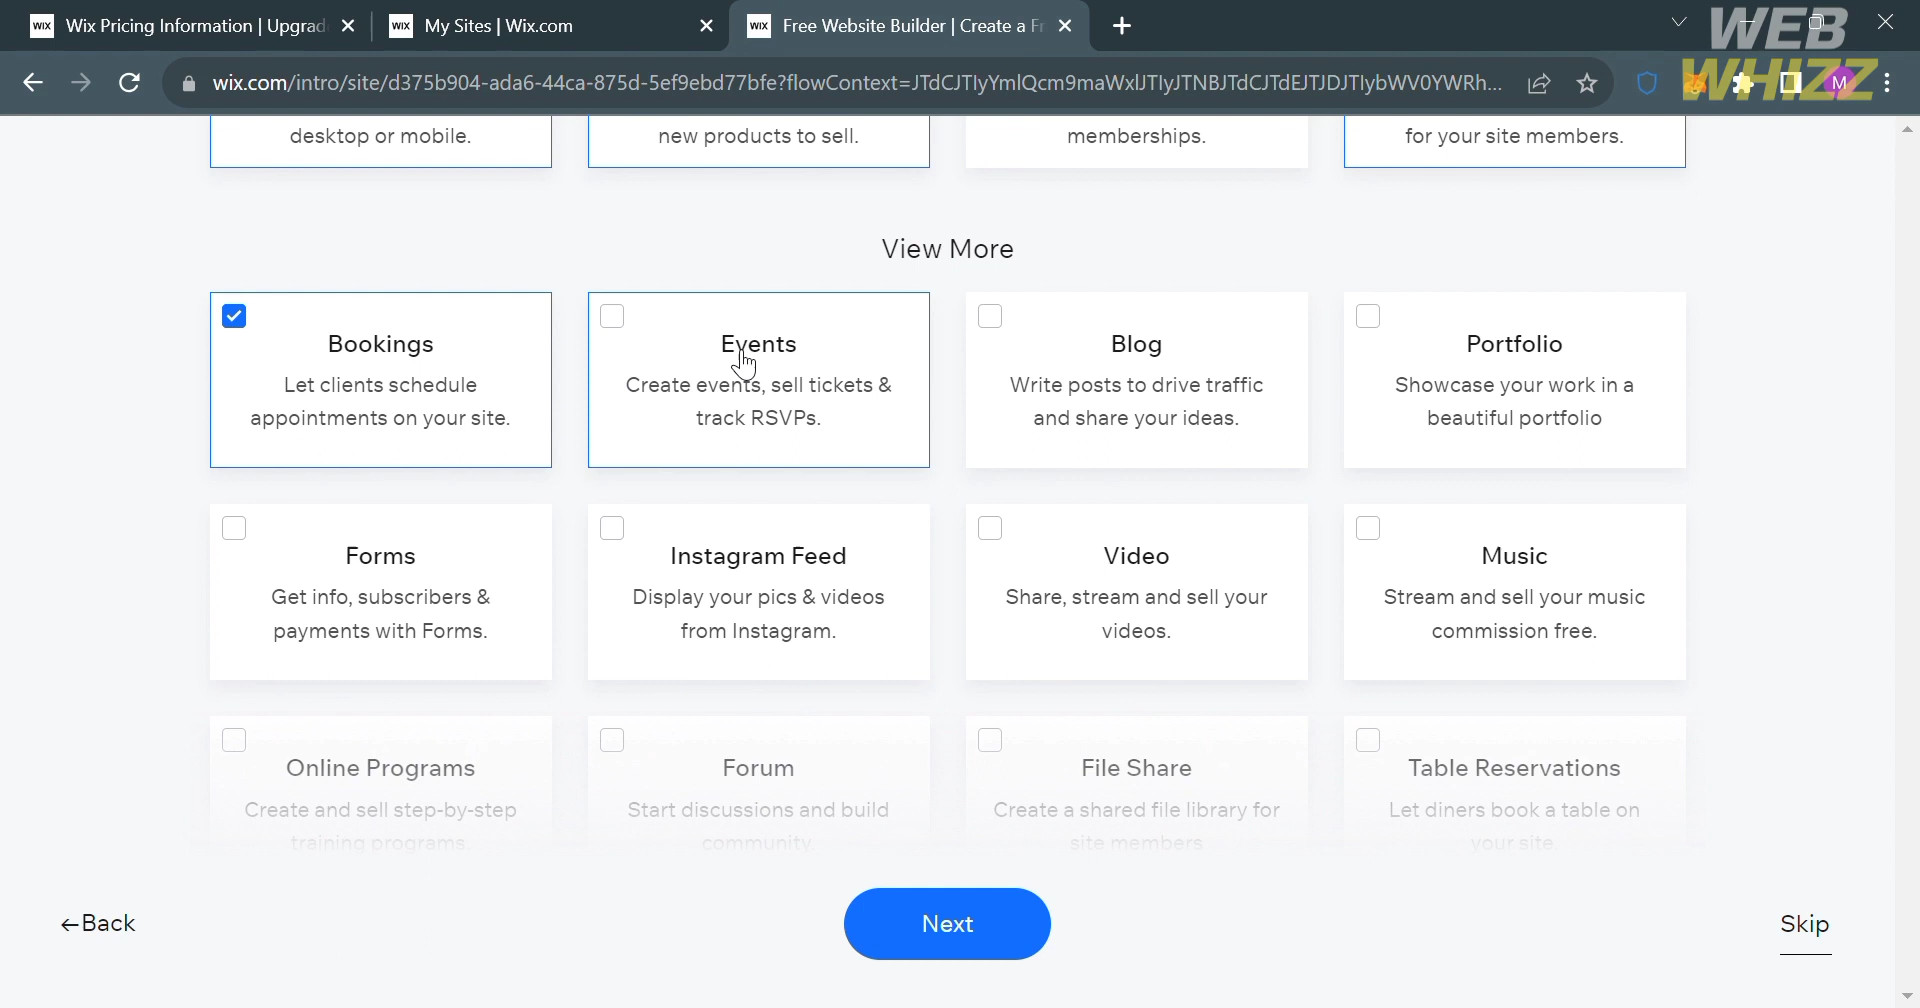 WIX Wix Pricing Information | Upgrad WIX My Sites | Wix.com WIX Free Website Builder | Create a Fr
WEB
WHIZZ
wix.com/intro/site/d375b904-ada6-44ca-875d-5ef9ebd77bfe?flowContext=JTdCJTIyYmlQcm9maWxlJTIyJTNBJTdCJTdEJTJDJTIybWV0YWRh... M
desktop or mobile. new products to sell. memberships. for your site members.
View More
Bookings Events Blog Portfolio
Let clients schedule Create events, sell tickets & Write posts to drive traffic Showcase your work in a
appointments on your site. track RSVPs. and share your ideas. beautiful portfolio
Forms Instagram Feed Video Music
Get info, subscribers & Display your pics & videos Share, stream and sell your Stream and sell your music
payments with Forms. from Instagram. videos. commission free.
Online Programs Forum File Share Table Reservations
Create and sell step-by-step Start discussions and build Create a shared file library for Let diners book a table on
training programs. community. site members your site.
←Back Next Skip